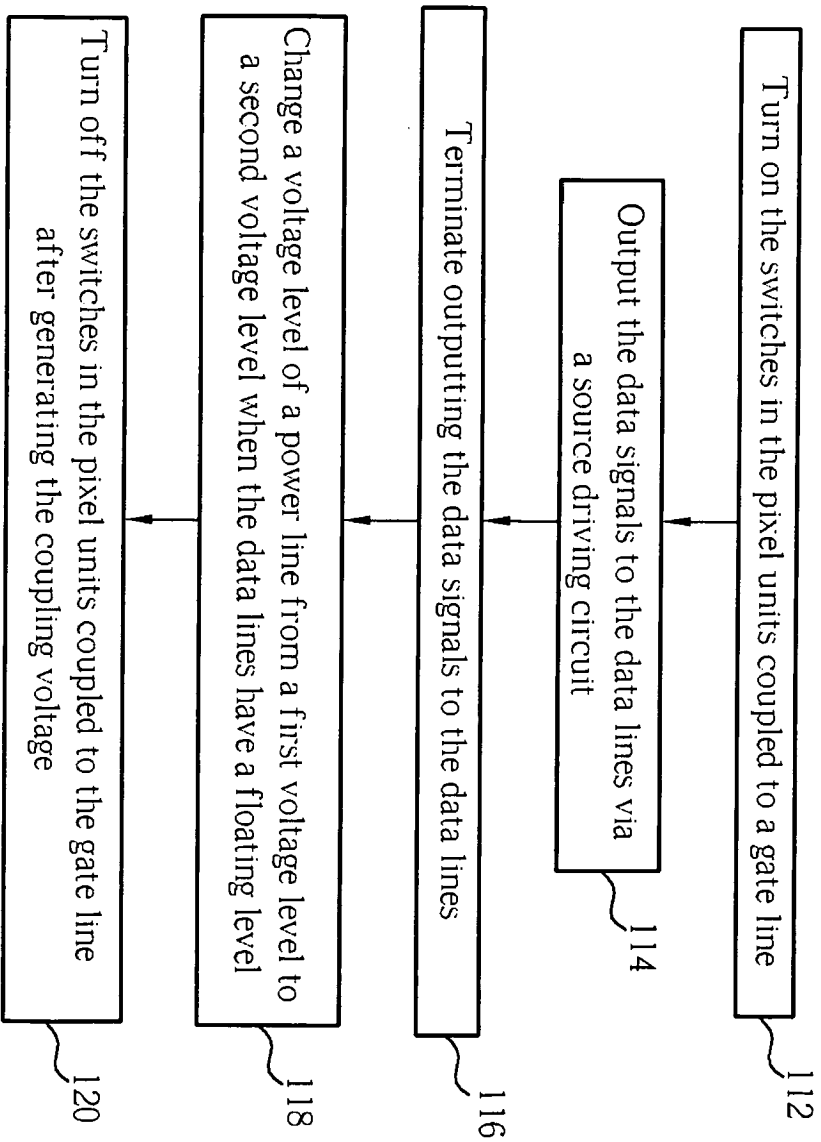 Turn on the switches in the pixel units coupled to a gate line
112
Output the data signals to the data lines via
a source driving circuit
114
Terminate outputting the data signals to the data lines
116
Change a voltage level of a power line from a first voltage level to
a second voltage level when the data lines have a floating level
118
Turn off the switches in the pixel units coupled to the gate line
after generating the coupling voltage
120